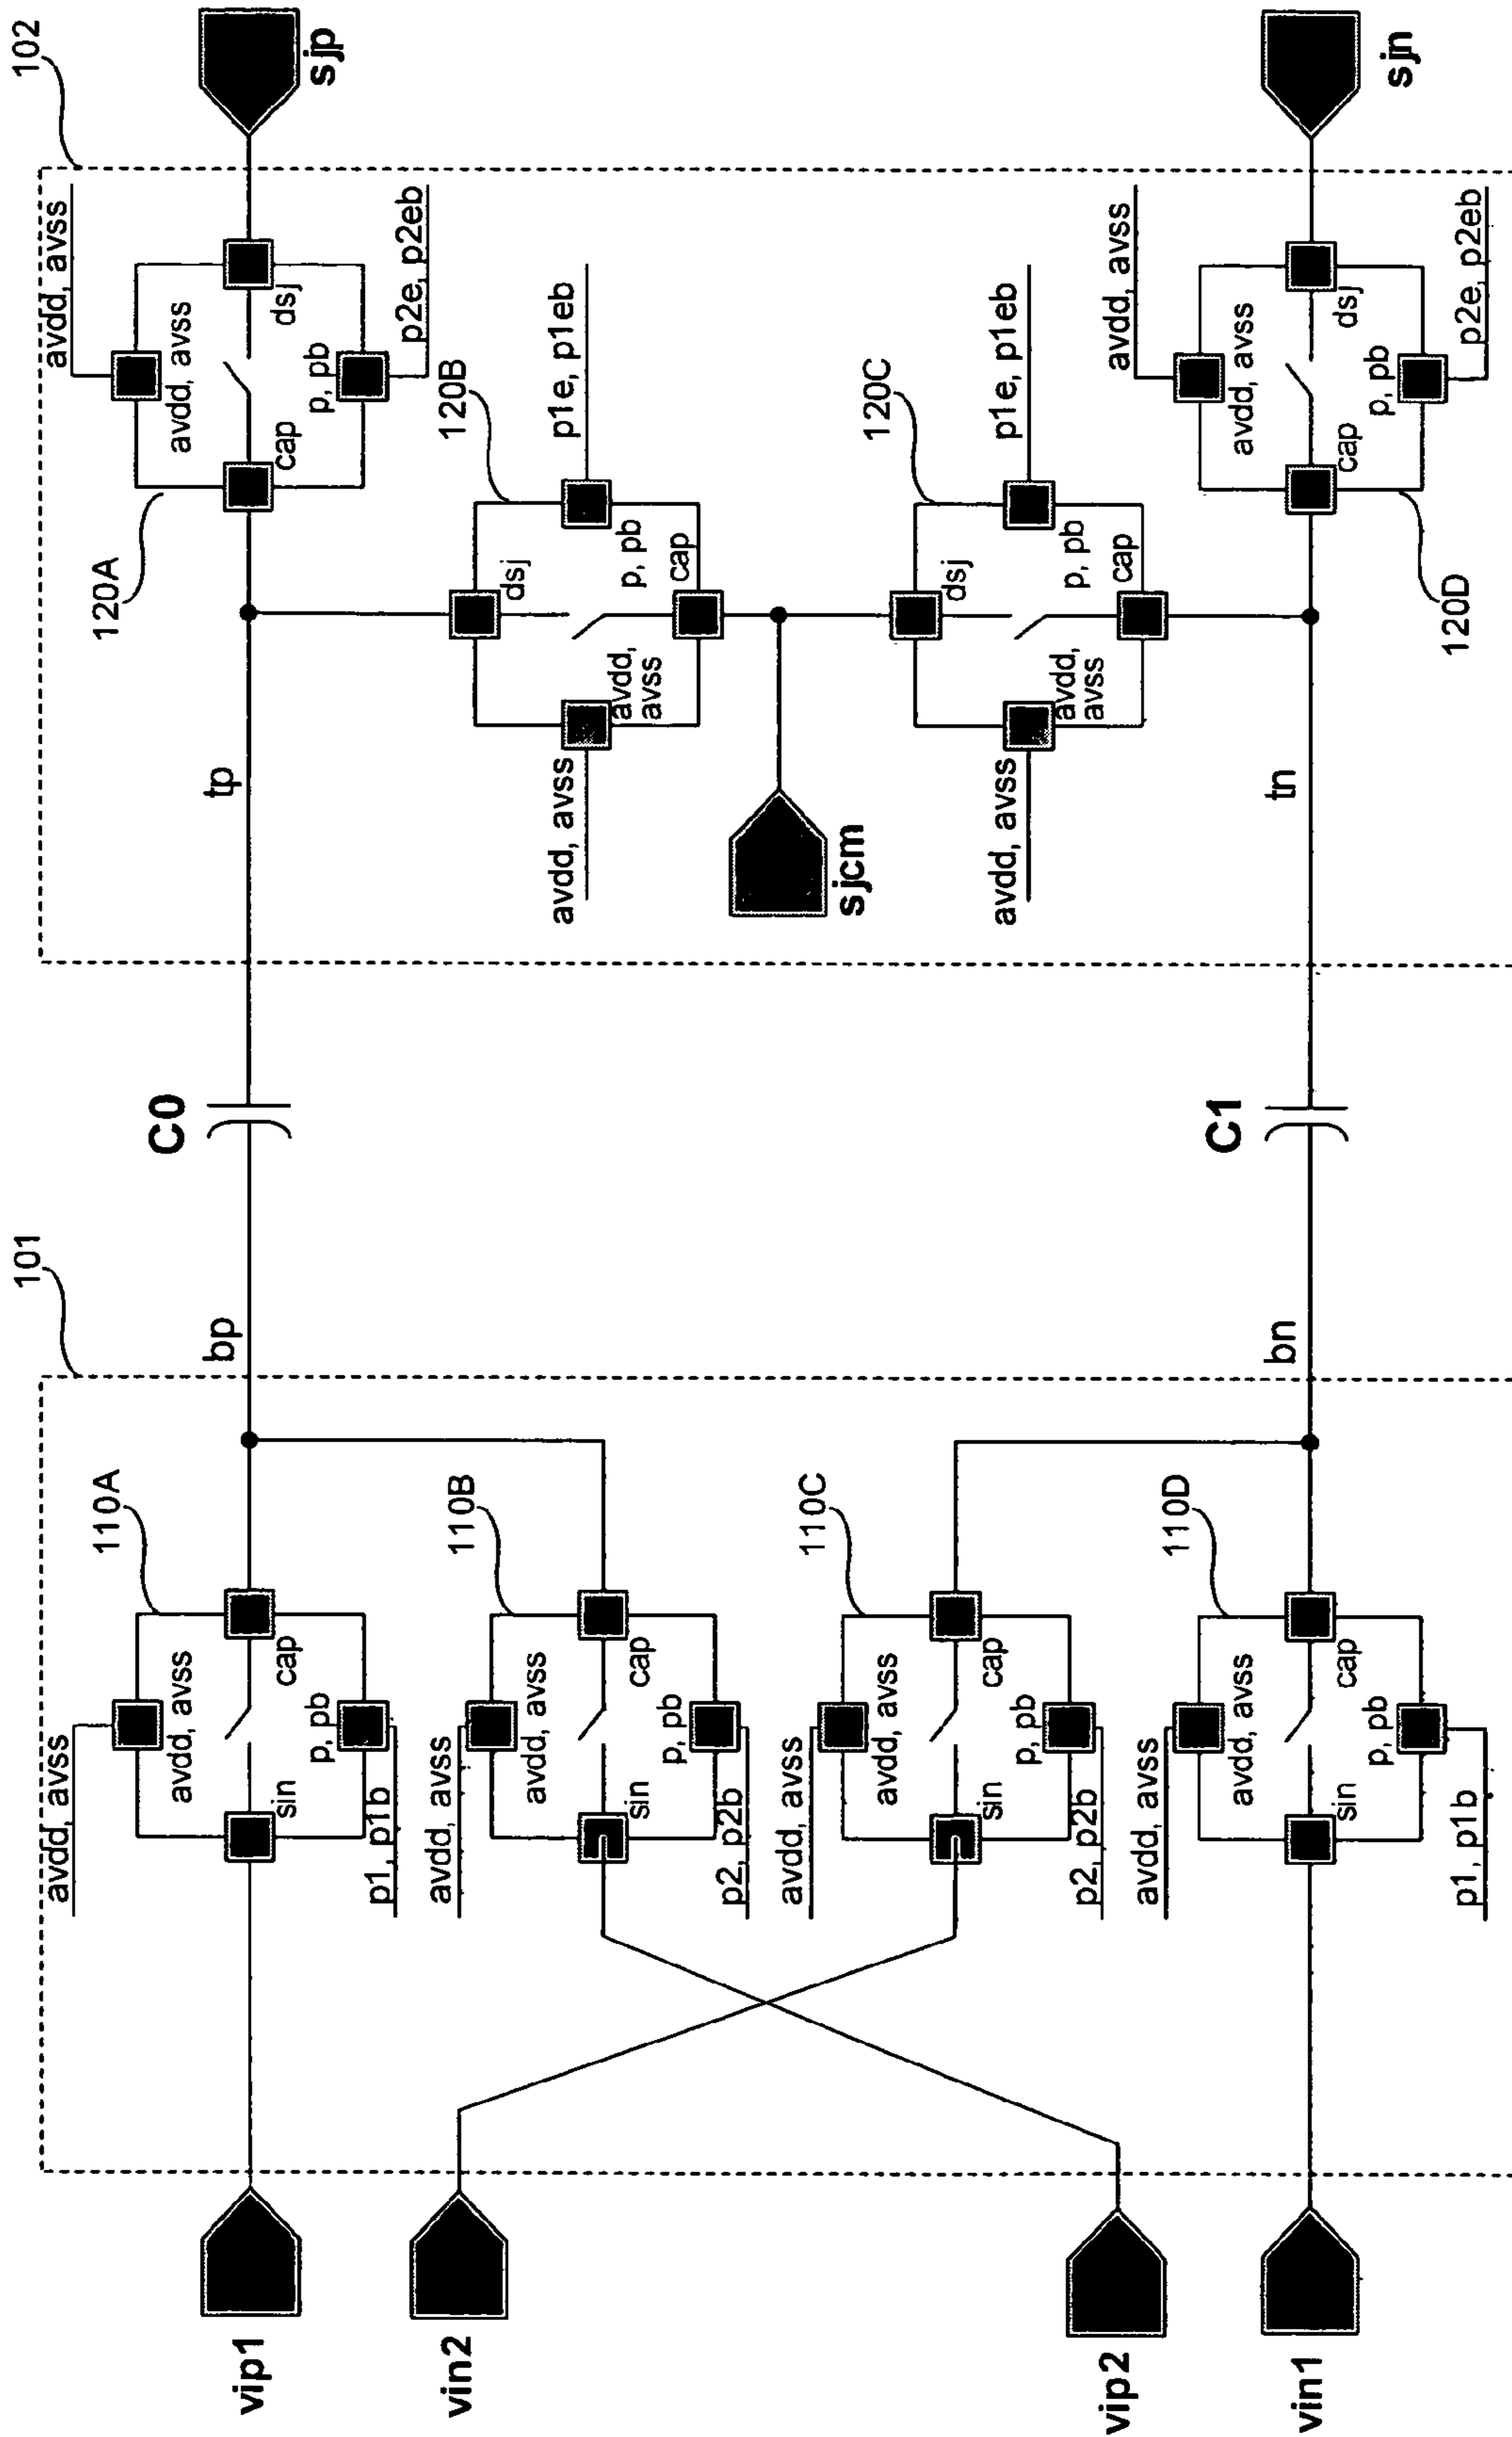 101
102
vip1
vin2
vip2
vin1
avdd, avss
avdd, avss
sin
cap
p, pb
p1, p1b
110A
avdd, avss
avdd, avss
sin
cap
p, pb
p2, p2b
110B
avdd, avss
avdd, avss
sin
cap
p, pb
p2, p2b
110C
avdd, avss
avdd, avss
sin
cap
p, pb
p1, p1b
110D
bp
bn
C0
C1
tp
tn
120A
avdd, avss
avdd, avss
cap
dsj
p, pb
p2e, p2eb
sjp
120B
dsj
p1e, p1eb
p, pb
cap
avdd,
avss
avdd, avss
sjcm
120C
dsj
p1e, p1eb
p, pb
cap
avdd,
avss
avdd, avss
avdd, avss
avdd, avss
cap
dsj
p, pb
p2e, p2eb
120D
sjn